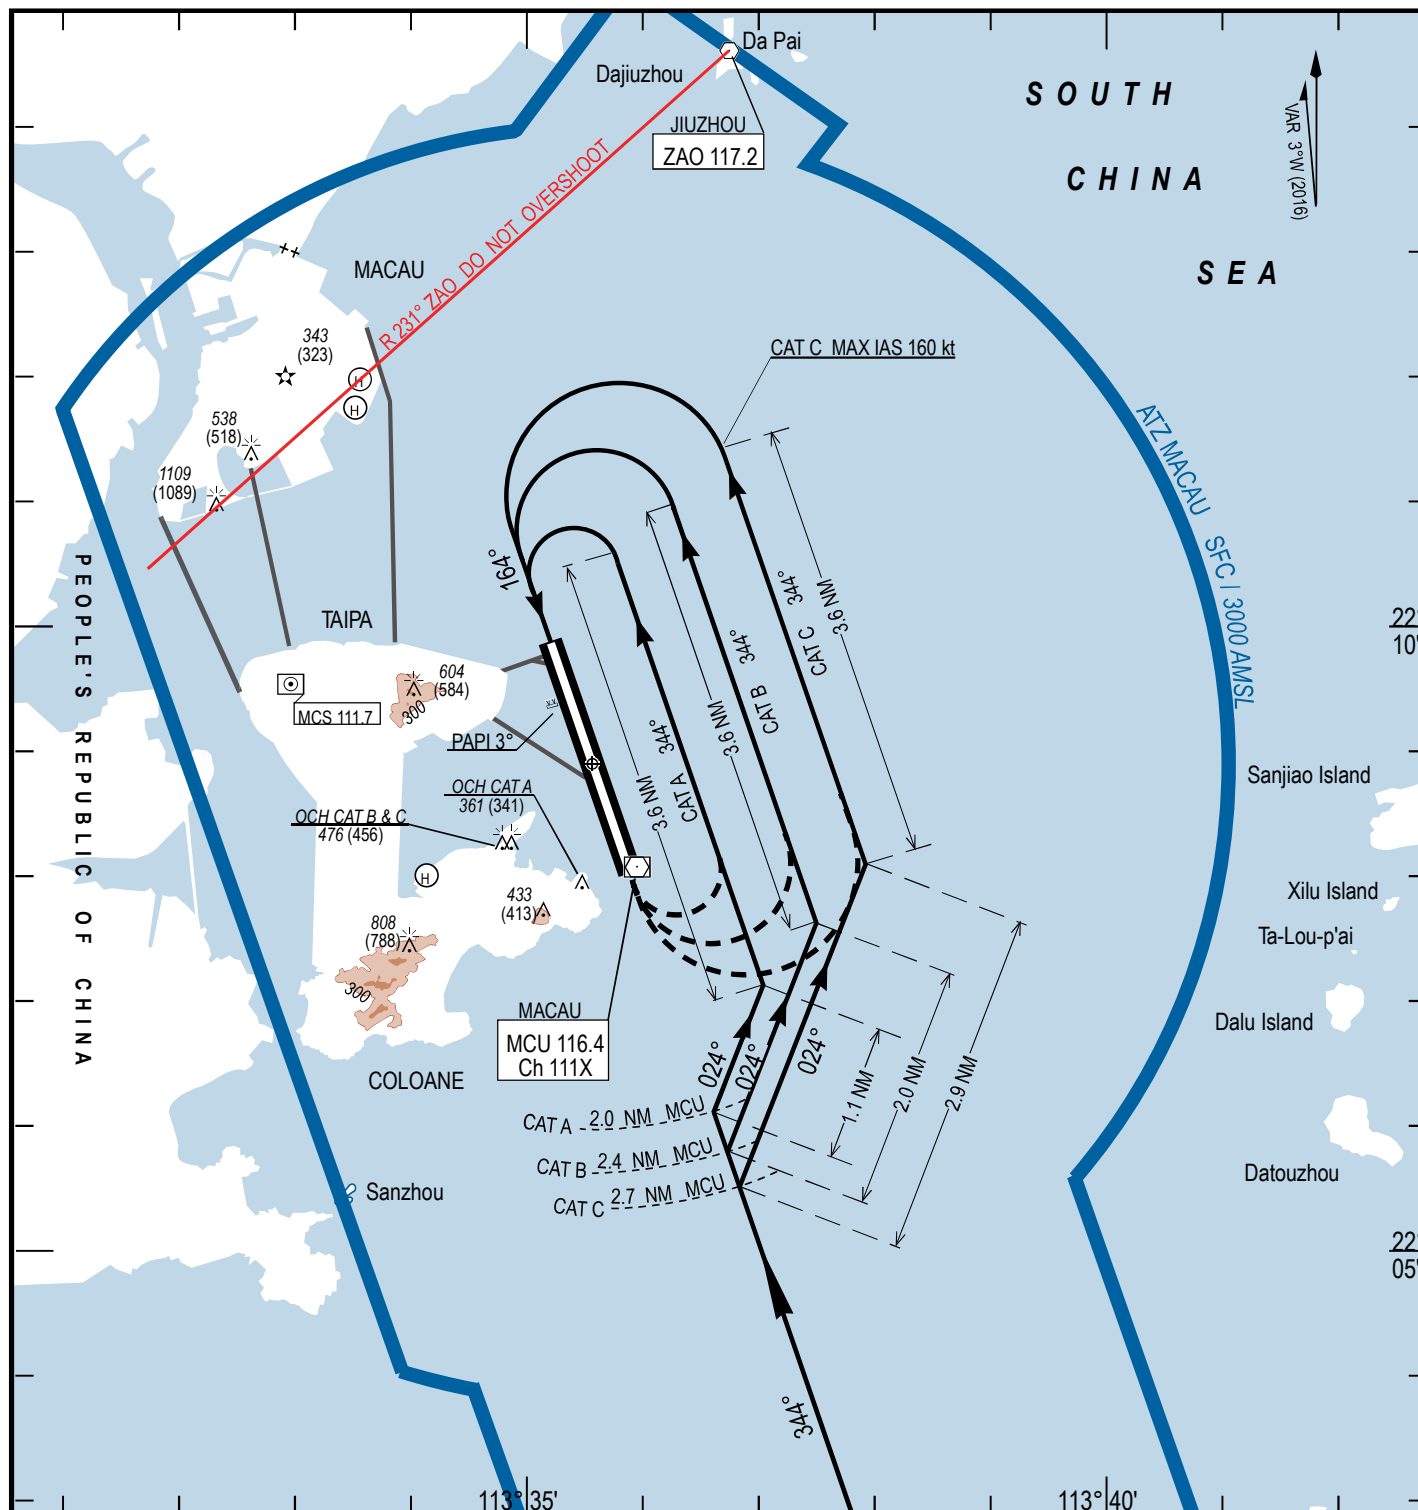 Da Pai
Dajiuzhou
JIUZHOU
ZAO 117.2
SOUTH
CHINA
SEA
VAR 3°W (2016)
R 231° ZAO DO NOT OVERSHOOT
MACAU
343
(323)
H
H
538
(518)
1109
(1089)
CAT C MAX IAS 160 kt
ATZ MACAU SFC / 3000 AMSL
PEOPLE'S REPUBLIC OF CHINA
164°
TAIPA
604
(584)
300
MCS 111.7
PAPI 3°
OCH CAT A
361 (341)
OCH CAT B & C
476 (456)
H
433
(413)
808
(788)
300
344°
CAT A
3.6 NM
344°
CAT B
3.6 NM
344°
CAT C
3.6 NM
22°
10'
Sanjiao Island
Xilu Island
Ta-Lou-p'ai
Dalu Island
Datouzhou
MACAU
MCU 116.4
Ch 111X
COLOANE
024°
024°
024°
1.1 NM
2.0 NM
2.9 NM
CAT A 2.0 NM MCU
CAT B 2.4 NM MCU
CAT C 2.7 NM MCU
Sanzhou
22°
05'
344°
113°35'
113°40'